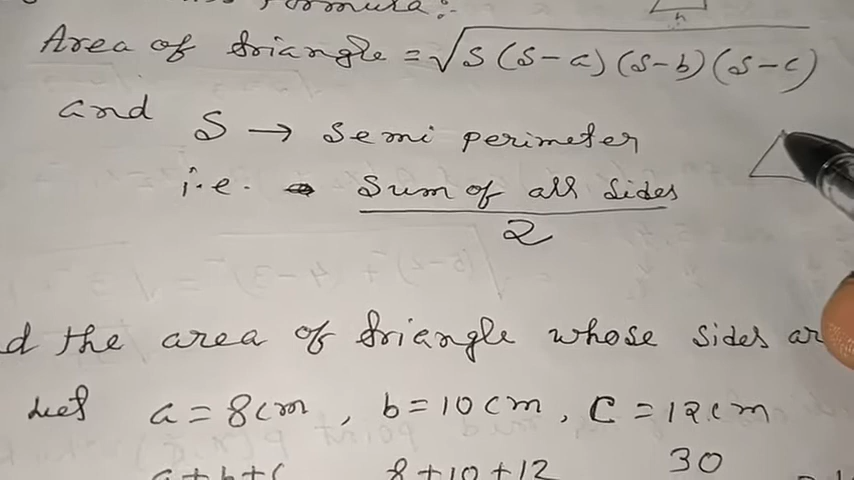 Formula:-
Area of triangle = √S(S-a)(S-b)(S-c)
and S → Semi perimeter
i.e. Sum of all sides
2
the area of triangle whose sides
Let a = 8cm, b = 10cm, C = 12cm
a+b+c 8+10+12 30